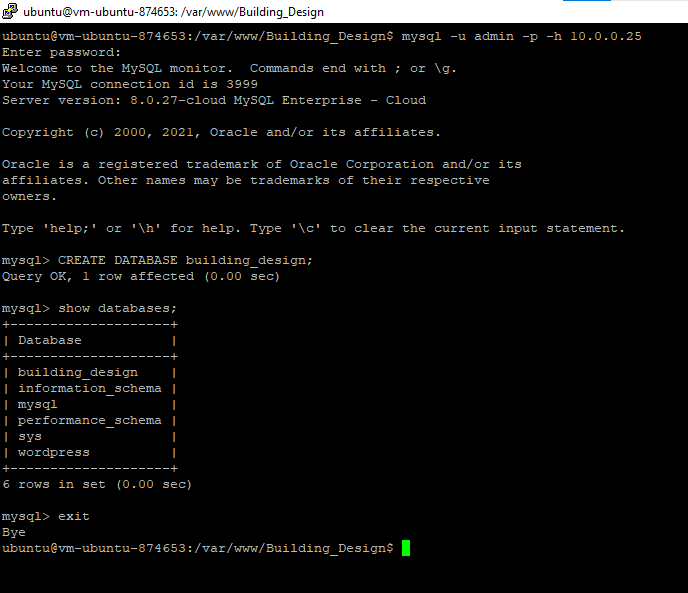 ubuntu@vm-ubuntu-874653: /var/www/Building_Design
ubuntu@vm-ubuntu-874653:/var/www/Building_Design$ mysql -u admin -p -h 10.0.0.25
Enter password:
Welcome to the MySQL monitor.  Commands end with ; or \g.
Your MySQL connection id is 3999
Server version: 8.0.27-cloud MySQL Enterprise - Cloud

Copyright (c) 2000, 2021, Oracle and/or its affiliates.

Oracle is a registered trademark of Oracle Corporation and/or its
affiliates. Other names may be trademarks of their respective
owners.

Type 'help;' or '\h' for help. Type '\c' to clear the current input statement.

mysql> CREATE DATABASE building_design;
Query OK, 1 row affected (0.00 sec)

mysql> show databases;
+--------------------+
| Database           |
+--------------------+
| building_design    |
| information_schema |
| mysql              |
| performance_schema |
| sys                |
| wordpress          |
+--------------------+
6 rows in set (0.00 sec)

mysql> exit
Bye
ubuntu@vm-ubuntu-874653:/var/www/Building_Design$